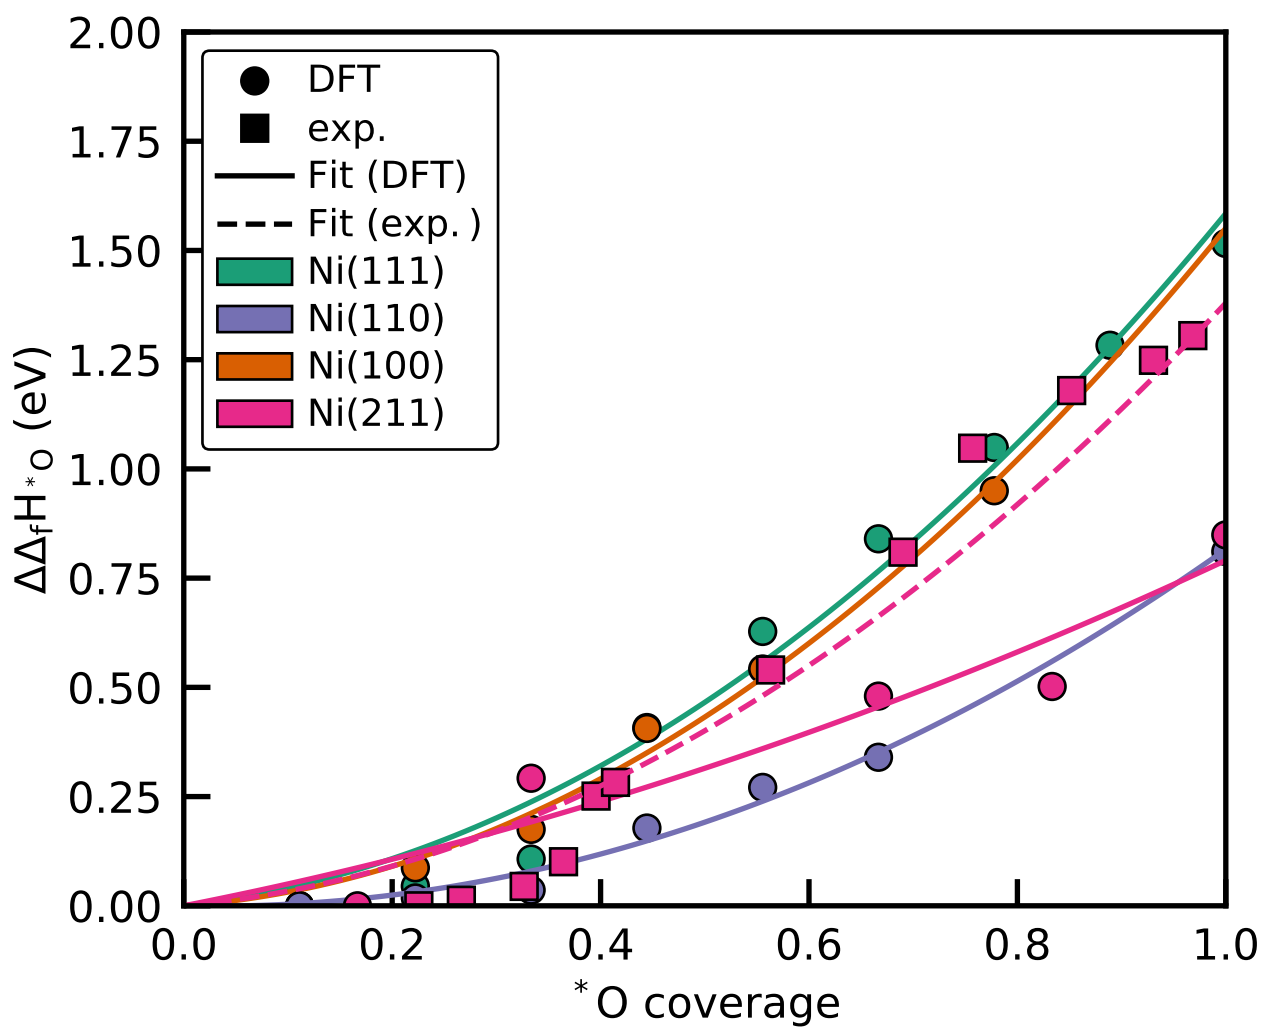 2.00
1.75
1.50
1.25
1.00
0.75
0.50
0.25
0.00
ΔΔfH*O (eV)
DFT
exp.
Fit (DFT)
Fit (exp. )
Ni(111)
Ni(110)
Ni(100)
Ni(211)
0.0 0.2 0.4 0.6 0.8 1.0
*O coverage